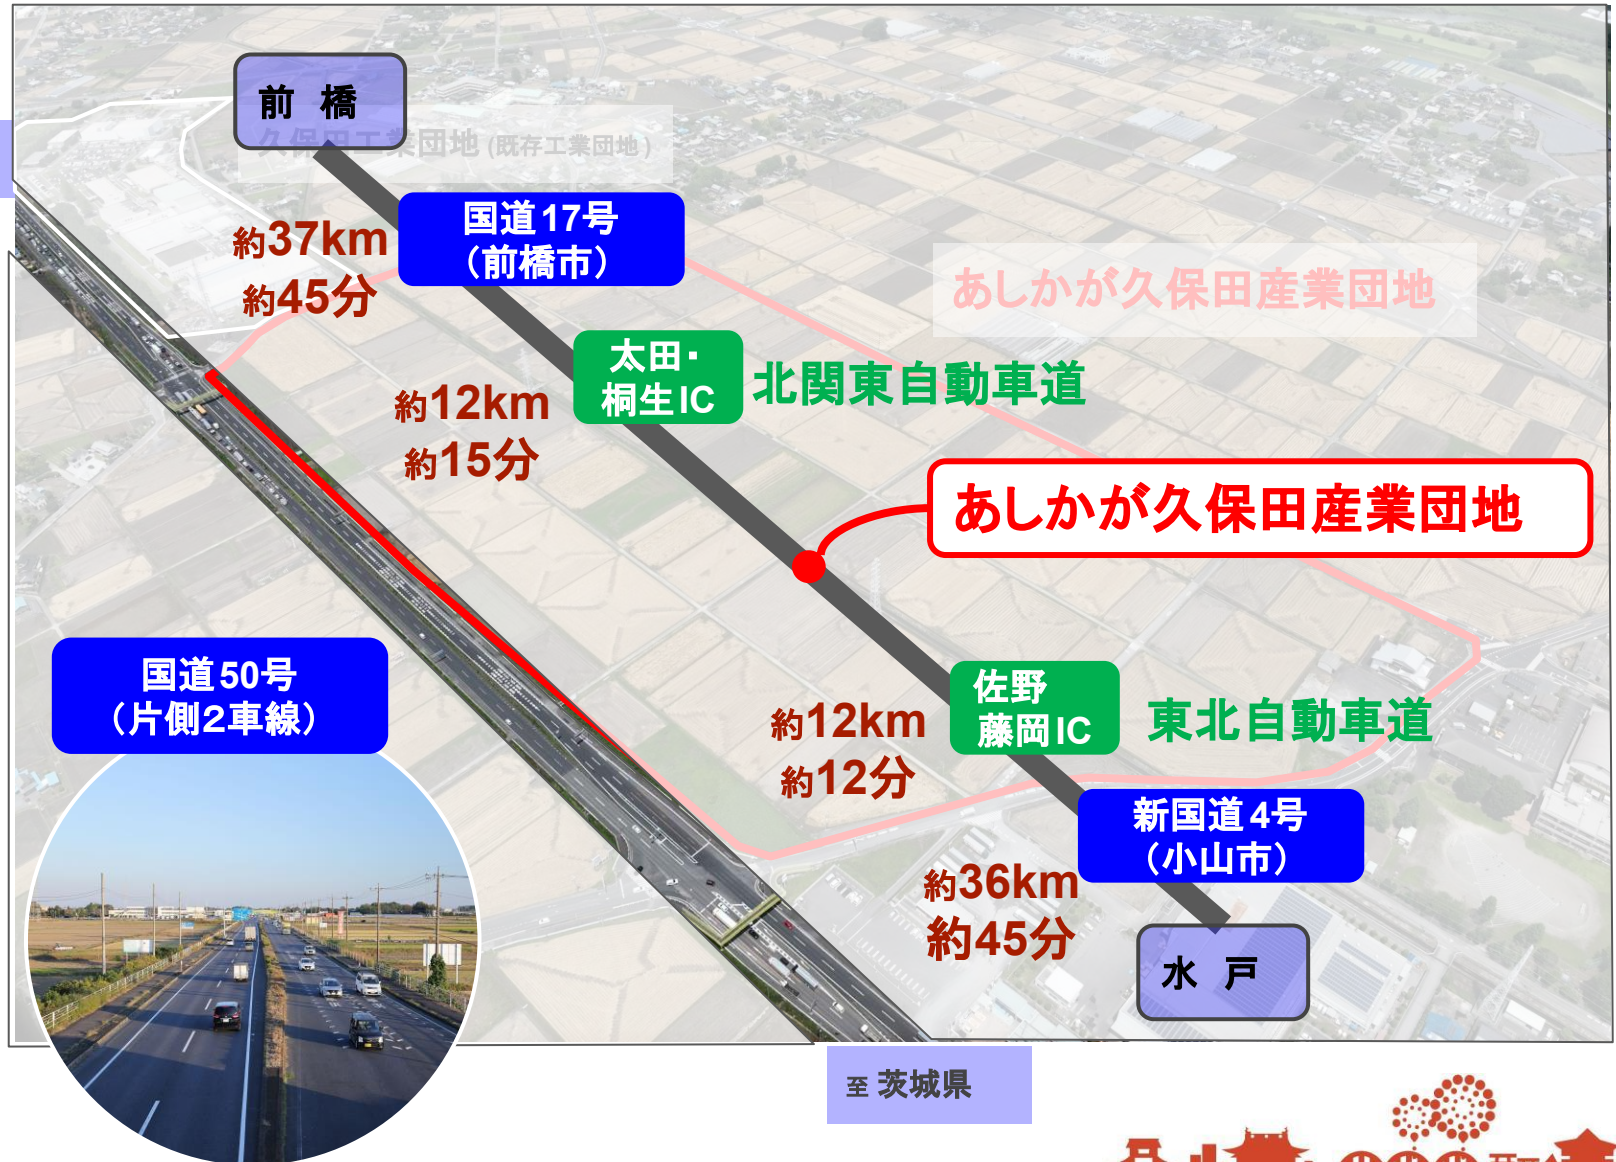 前 橋
久保田工業団地 (既存工業団地)
国道17号
（前橋市）
約37km
約45分
あしかが久保田産業団地
太田・
桐生IC
北関東自動車道
約12km
約15分
あしかが久保田産業団地
国道50号
（片側２車線）
佐野
藤岡IC
東北自動車道
約12km
約12分
新国道4号
（小山市）
約36km
約45分
水 戸
至 茨城県